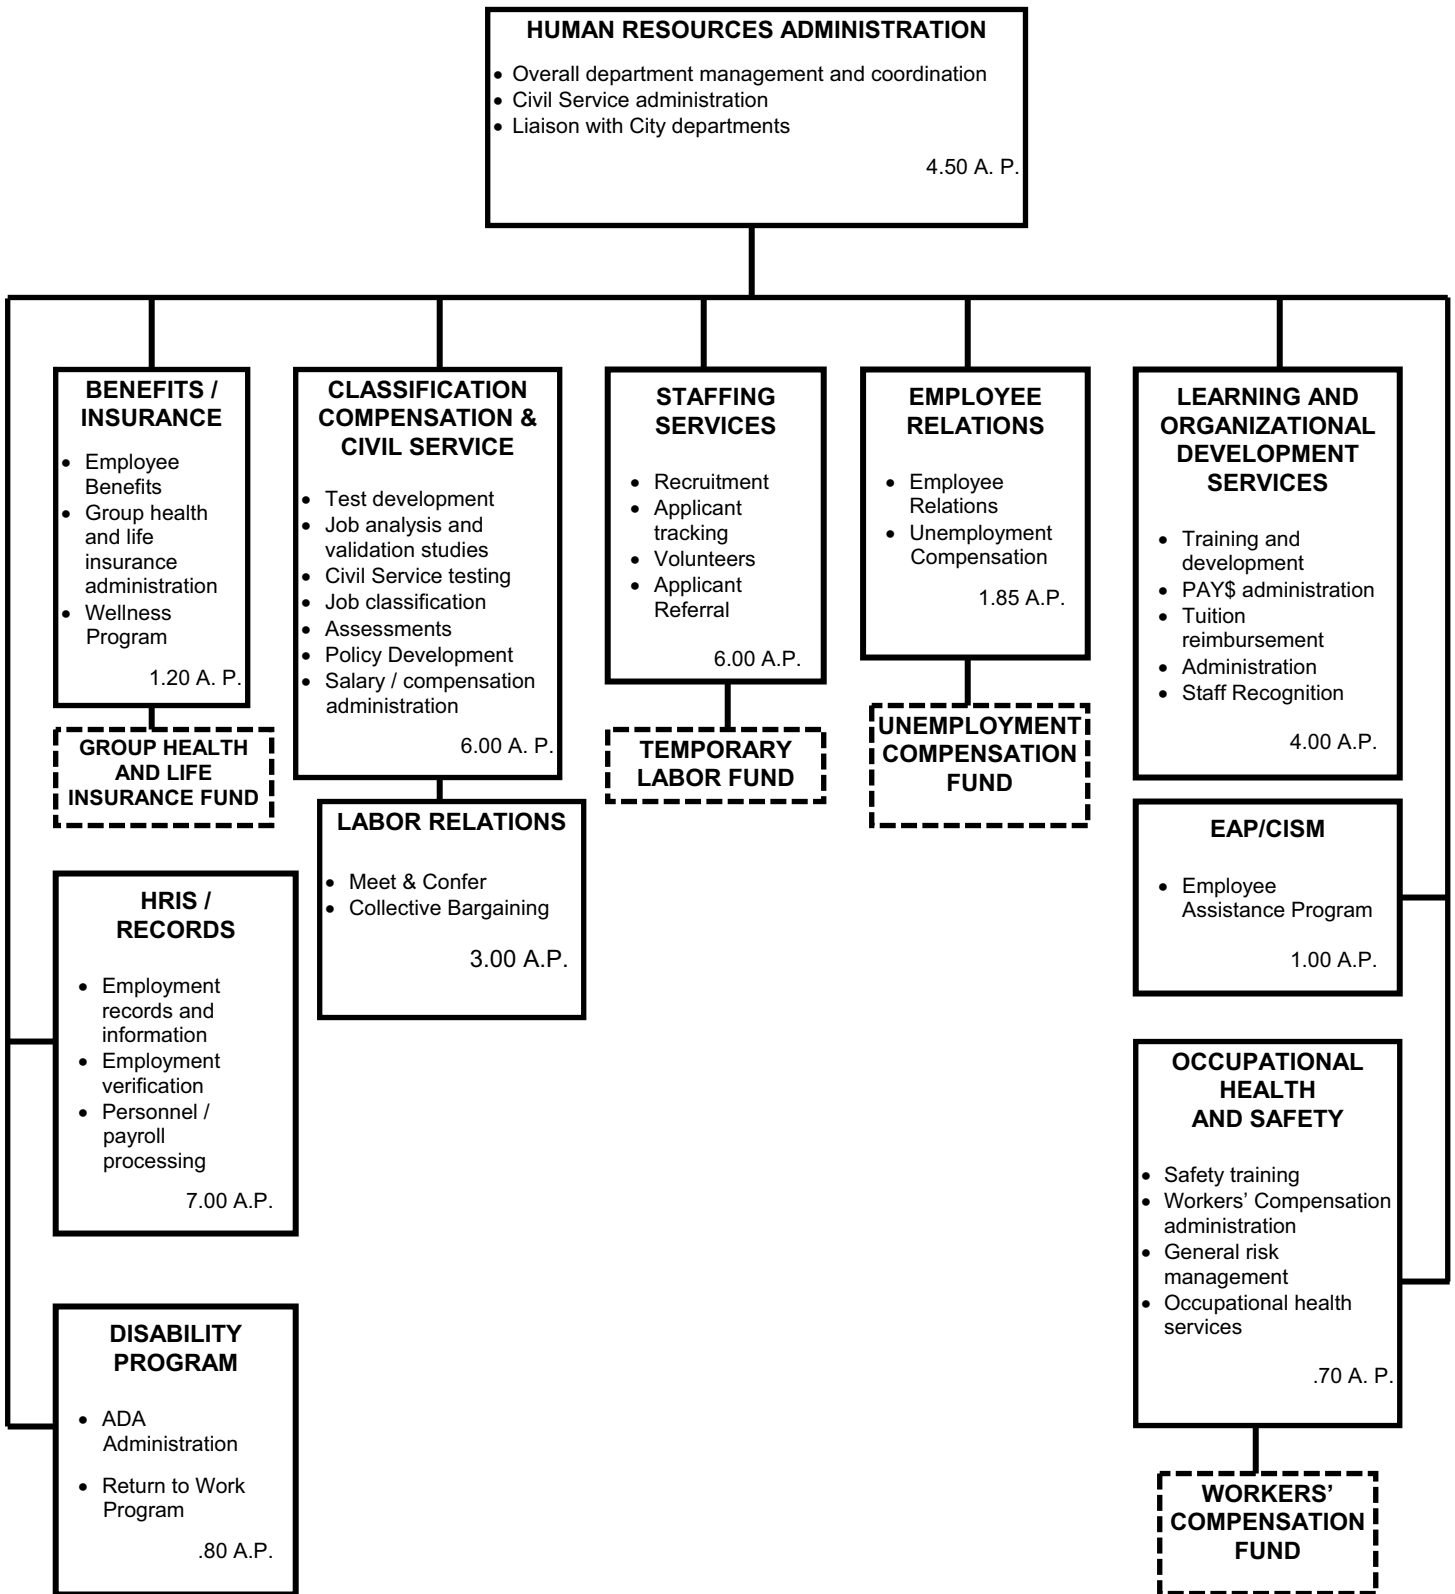 HUMAN RESOURCES ADMINISTRATION
• Overall department management and coordination
• Civil Service administration
• Liaison with City departments
4.50 A. P.
BENEFITS /
INSURANCE
• Employee
Benefits
• Group health
and life
insurance
administration
• Wellness
Program
1.20 A. P.
GROUP HEALTH
AND LIFE
INSURANCE FUND
CLASSIFICATION
COMPENSATION &
CIVIL SERVICE
• Test development
• Job analysis and
validation studies
• Civil Service testing
• Job classification
• Assessments
• Policy Development
• Salary / compensation
administration
6.00 A. P.
LABOR RELATIONS
• Meet & Confer
• Collective Bargaining
3.00 A.P.
STAFFING
SERVICES
• Recruitment
• Applicant
tracking
• Volunteers
• Applicant
Referral
6.00 A.P.
TEMPORARY
LABOR FUND
EMPLOYEE
RELATIONS
• Employee
Relations
• Unemployment
Compensation
1.85 A.P.
UNEMPLOYMENT
COMPENSATION
FUND
LEARNING AND
ORGANIZATIONAL
DEVELOPMENT
SERVICES
• Training and
development
• PAY$ administration
• Tuition
reimbursement
• Administration
• Staff Recognition
4.00 A.P.
HRIS /
RECORDS
• Employment
records and
information
• Employment
verification
• Personnel /
payroll
processing
7.00 A.P.
DISABILITY
PROGRAM
• ADA
Administration
• Return to Work
Program
.80 A.P.
EAP/CISM
• Employee
Assistance Program
1.00 A.P.
OCCUPATIONAL
HEALTH
AND SAFETY
• Safety training
• Workers’ Compensation
administration
• General risk
management
• Occupational health
services
.70 A. P.
WORKERS’
COMPENSATION
FUND